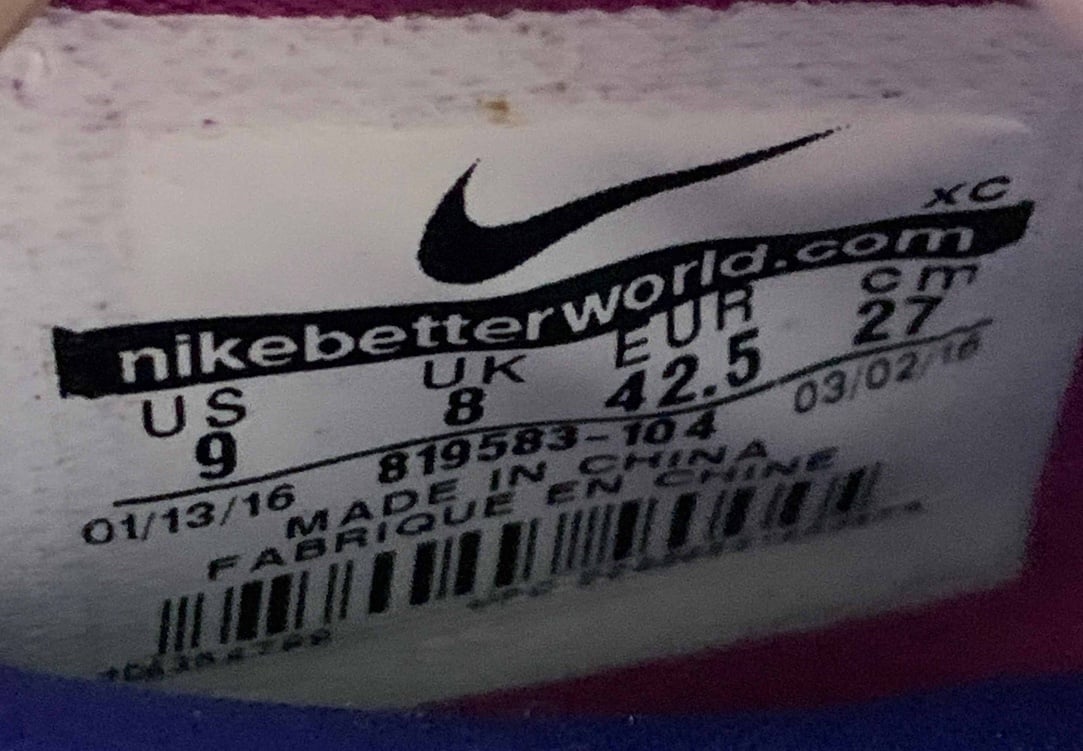 XC
nikebetterworld.com
US UK EUR cm
9 8 42.5 27
01/13/16 819583-104 03/02/16
MADE IN CHINA
FABRIQUE EN CHINE
UPC